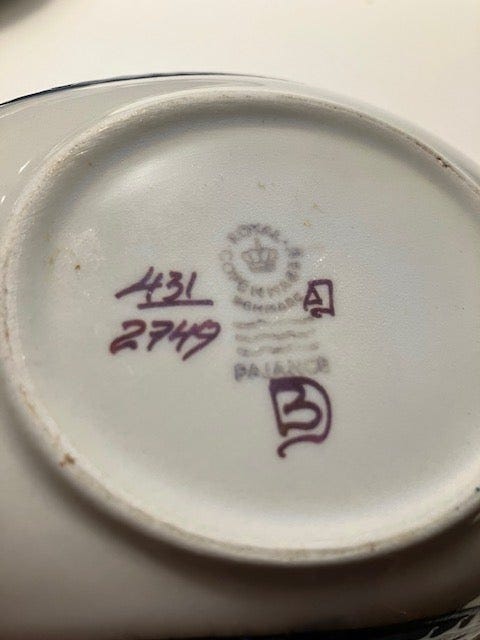 ROYAL
COPENHAGEN
DENMARK
431
2749
FAJANCE
B